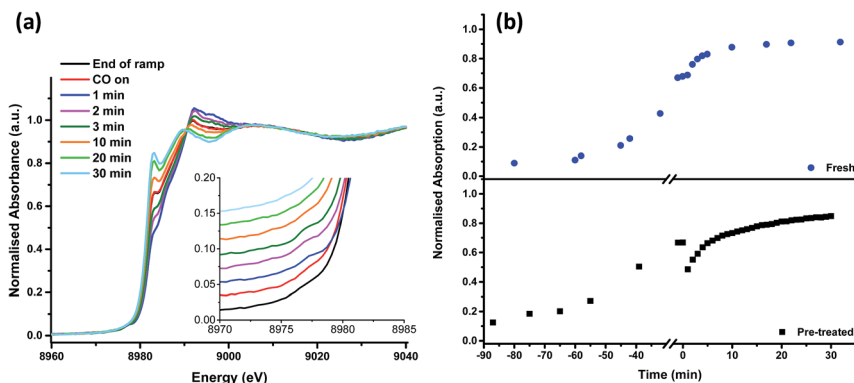 (a)
End of ramp
CO on
1 min
2 min
3 min
10 min
20 min
30 min
Normalised Absorbance (a.u.)
1.0
0.8
0.6
0.4
0.2
0.0
0.20
0.15
0.10
0.05
0.00
8970 8975 8980 8985
8960 8980 9000 9020 9040
Energy (eV)
(b)
Normalised Absorption (a.u.)
1.0
0.8
0.6
0.4
0.2
0.0
Fresh
1.0
0.8
0.6
0.4
0.2
0.0
Pre-treated
-90 -80 -70 -60 -50 -40 -30 0 10 20 30
Time (min)